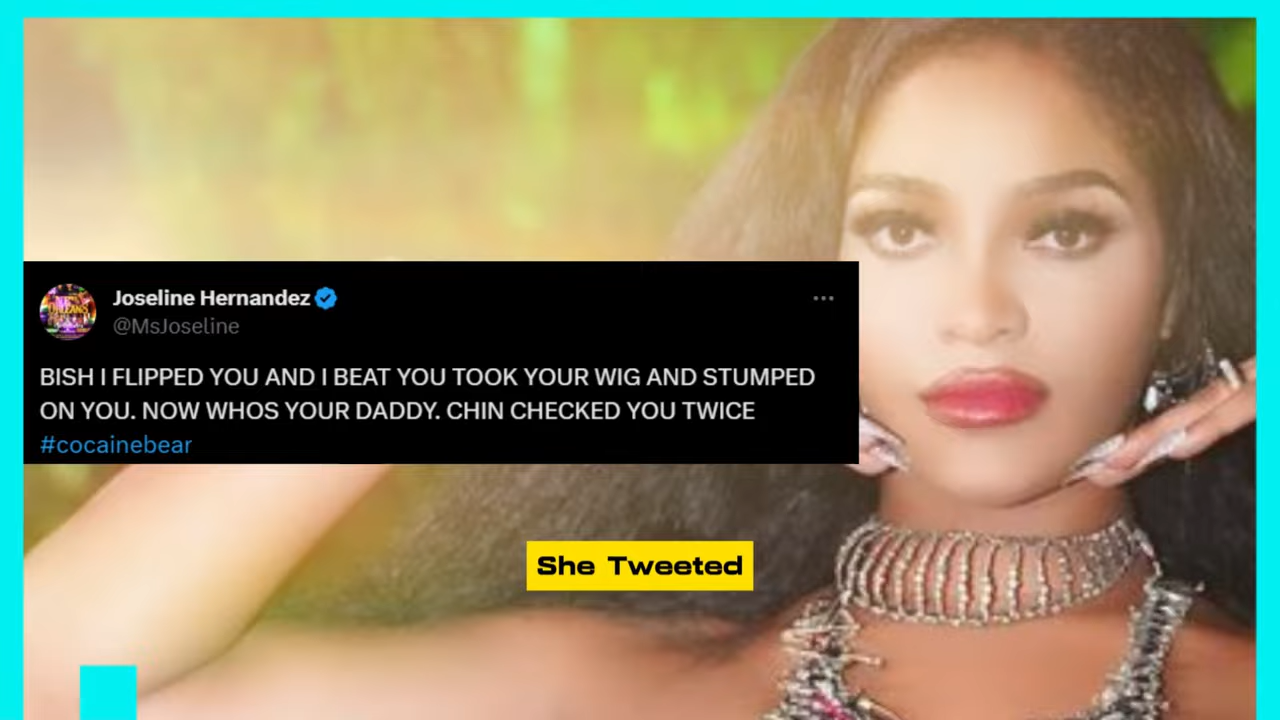 Joseline Hernandez
@MsJoseline
BISH I FLIPPED YOU AND I BEAT YOU TOOK YOUR WIG AND STUMPED
ON YOU. NOW WHOS YOUR DADDY. CHIN CHECKED YOU TWICE
#cocainebear
She Tweeted